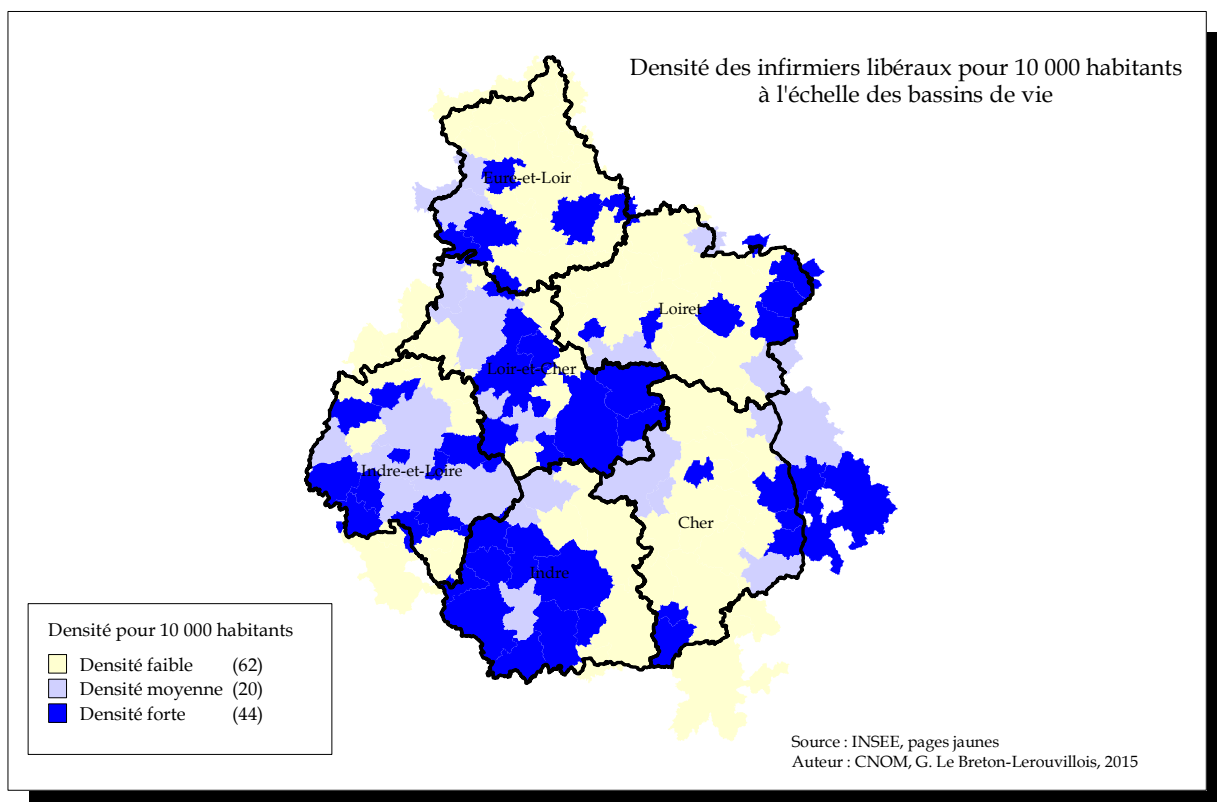 Densité des infirmiers libéraux pour 10 000 habitants
à l'échelle des bassins de vie
Eure-et-Loir
Loiret
Loir-et-Cher
Indre-et-Loire
Cher
Indre
Densité pour 10 000 habitants
Densité faible (62)
Densité moyenne (20)
Densité forte (44)
Source : INSEE, pages jaunes
Auteur : CNOM, G. Le Breton-Lerouvillois, 2015